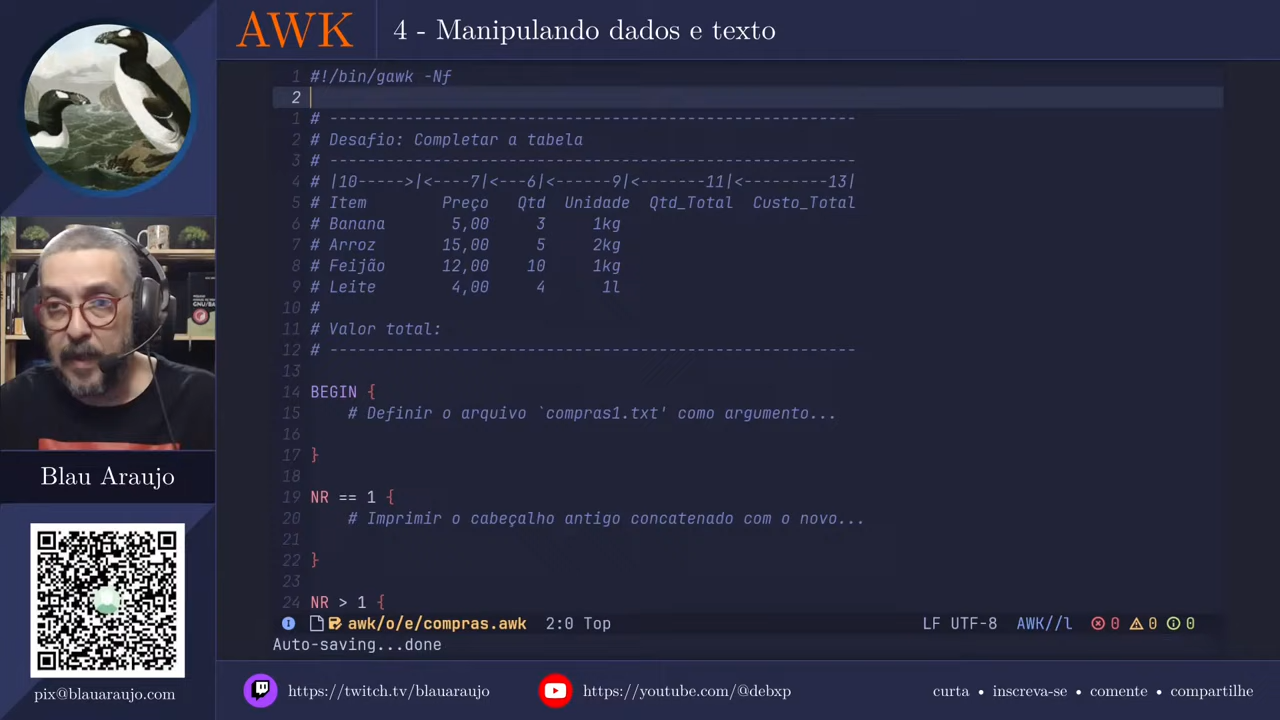 AWK
4 - Manipulando dados e texto
1 #!/bin/gawk -Nf
2
1 # --------------------------------------------------------
2 # Desafio: Completar a tabela
3 # --------------------------------------------------------
4 # |10----->|<----7|<---6|<------9|<-------11|<---------13|
5 # Item        Preço   Qtd  Unidade  Qtd_Total  Custo_Total
6 # Banana       5,00     3     1kg
7 # Arroz       15,00     5     2kg
8 # Feijão      12,00    10     1kg
9 # Leite        4,00     4      1l
10 #
11 # Valor total:
12 # --------------------------------------------------------
13
14 BEGIN {
15     # Definir o arquivo `compras1.txt' como argumento...
16
17 }
18
19 NR == 1 {
20     # Imprimir o cabeçalho antigo concatenado com o novo...
21
22 }
23
24 NR > 1 {
awk/o/e/compras.awk 2:0 Top LF UTF-8 AWK//l 0 0 0
Auto-saving...done
Blau Araujo
pix@blauaraujo.com
https://twitch.tv/blauaraujo
https://youtube.com/@debxp
curta • inscreva-se • comente • compartilhe